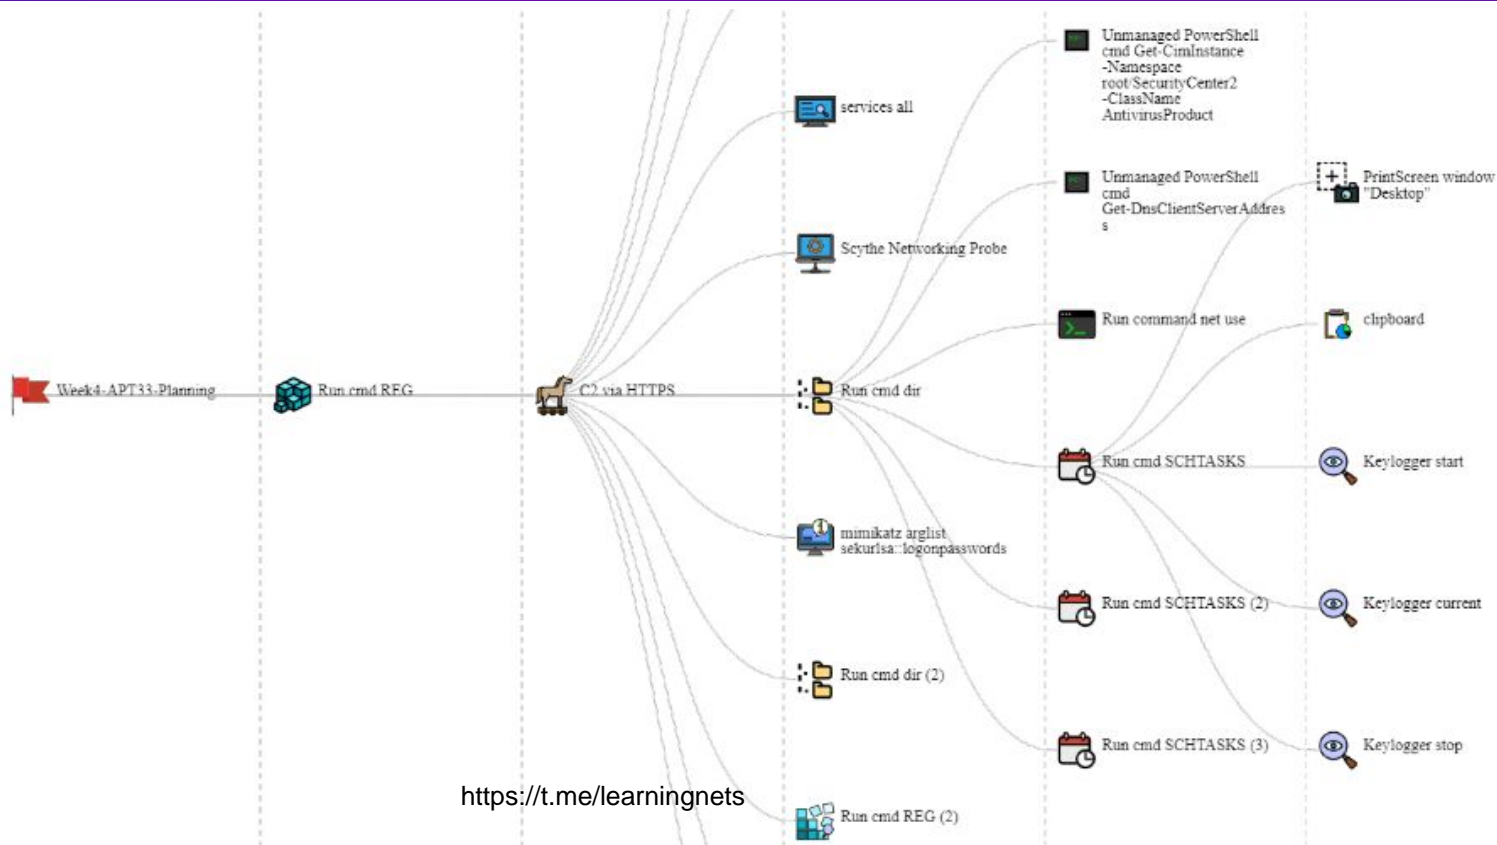 Week4-APT33-Planning
Run cmd REG
C2 via HTTPS
services all
Scythe Networking Probe
Run cmd dir
mimikatz arglist
sekurlsa::logonpasswords
Run cmd dir (2)
Run cmd REG (2)
Unmanaged PowerShell
cmd Get-CimInstance
-Namespace
root/SecurityCenter2
-ClassName
AntivirusProduct
Unmanaged PowerShell
cmd
Get-DnsClientServerAddres
s
Run command net use
Run cmd SCHTASKS
Run cmd SCHTASKS (2)
Run cmd SCHTASKS (3)
PrintScreen window
"Desktop"
clipboard
Keylogger start
Keylogger current
Keylogger stop
https://t.me/learningnets